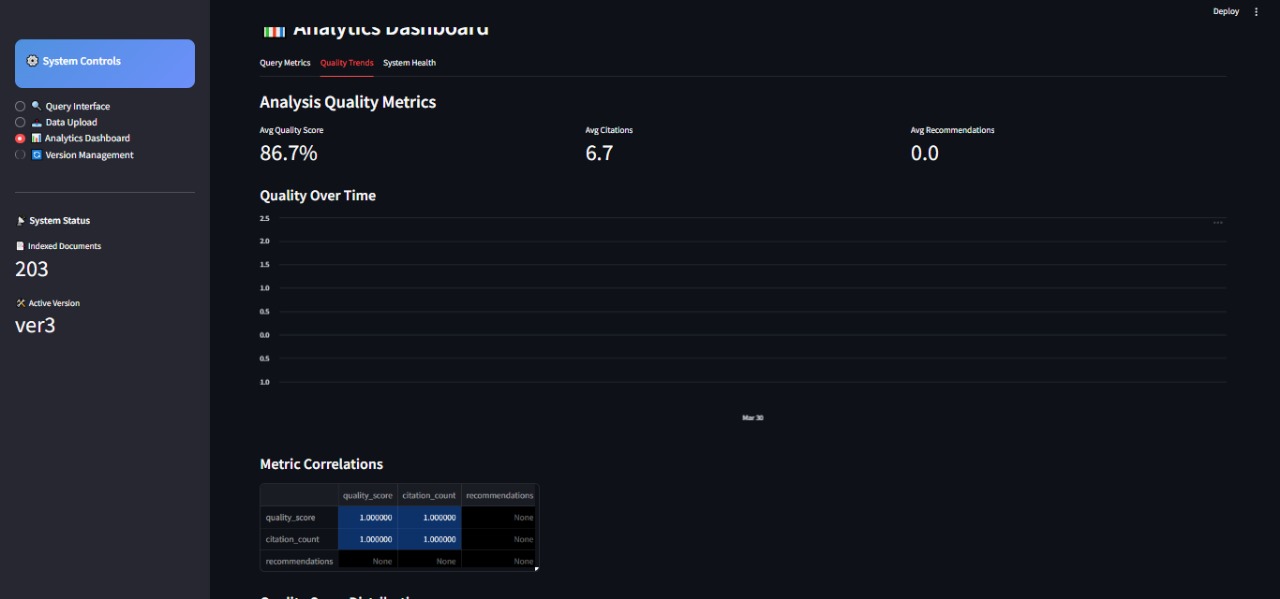 Deploy
System Controls
Query Interface
Data Upload
Analytics Dashboard
Version Management
System Status
Indexed Documents
203
Active Version
ver3
Analytics Dashboard
Query Metrics Quality Trends System Health
Analysis Quality Metrics
Avg Quality Score Avg Citations Avg Recommendations
86.7% 6.7 0.0
Quality Over Time
2.5
2.0
1.5
1.0
0.5
0.0
0.5
1.0
Mar 30
Metric Correlations
quality_score citation_count recommendations
quality_score 1.000000 1.000000 None
citation_count 1.000000 1.000000 None
recommendations None None None